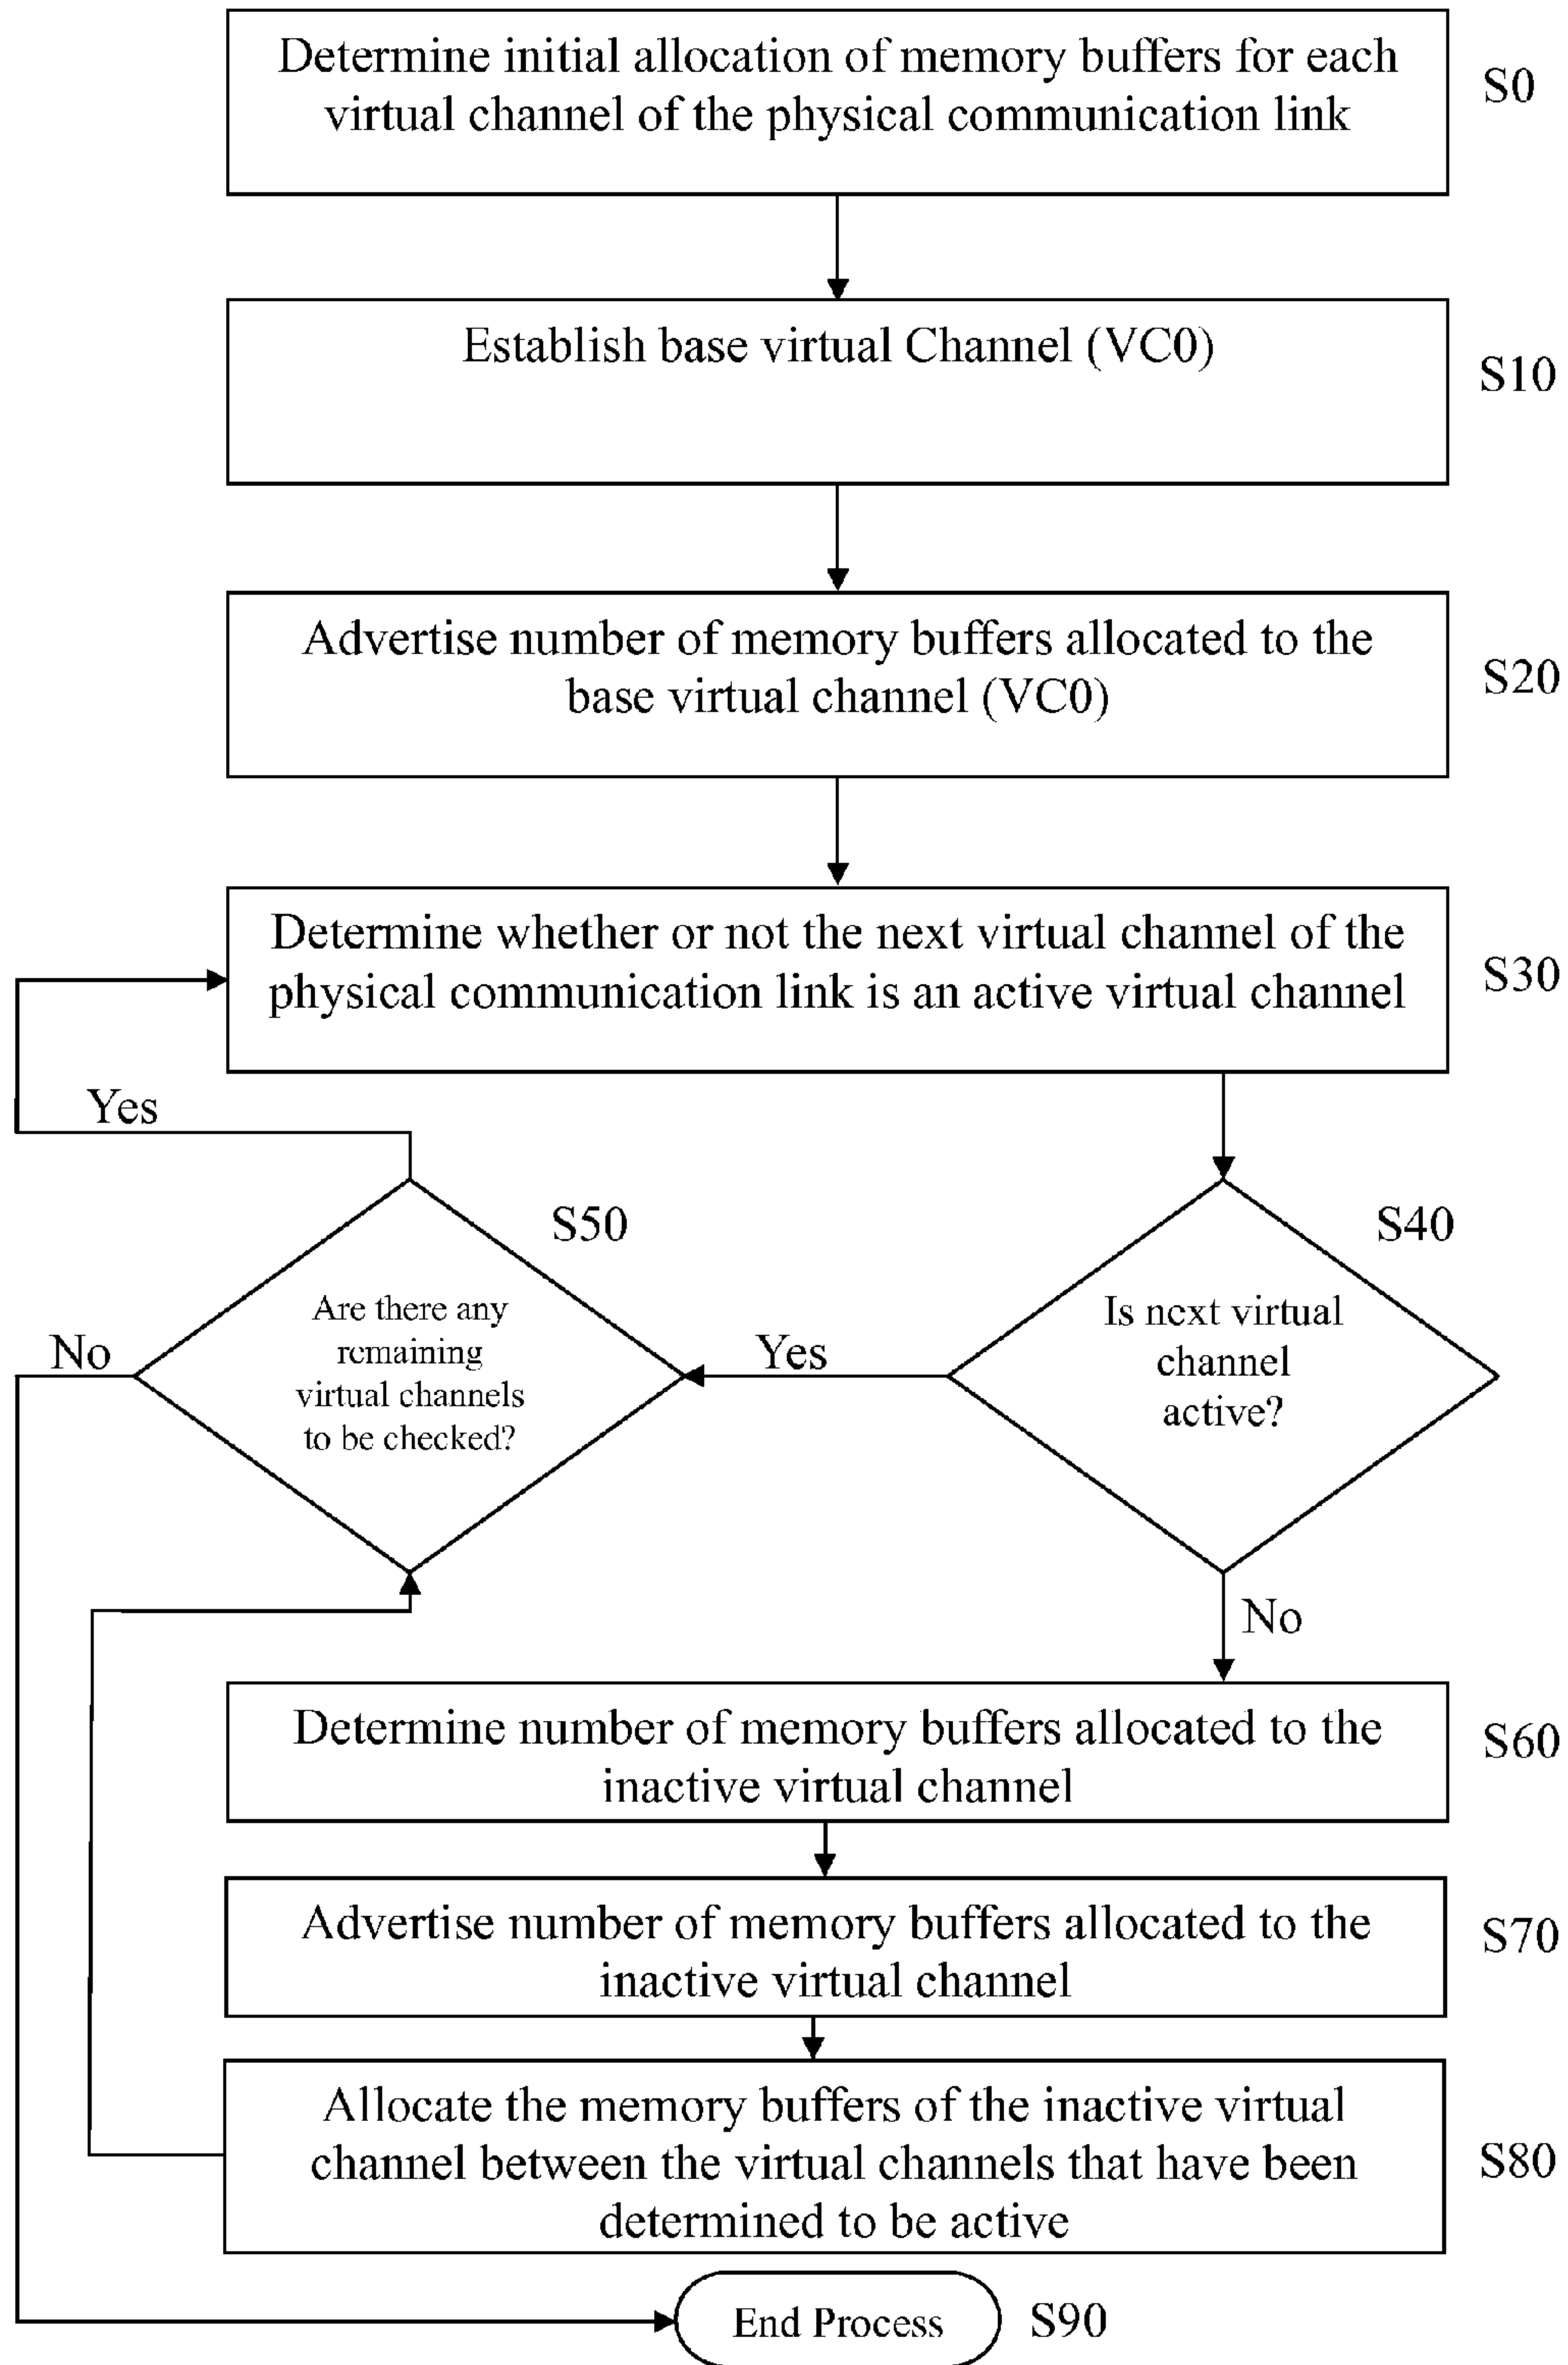 Determine initial allocation of memory buffers for each
virtual channel of the physical communication link
S0
Establish base virtual Channel (VC0)
S10
Advertise number of memory buffers allocated to the
base virtual channel (VC0)
S20
Determine whether or not the next virtual channel of the
physical communication link is an active virtual channel
S30
Yes
S50
S40
Are there any
remaining
virtual channels
to be checked?
No
Yes
Is next virtual
channel
active?
No
Determine number of memory buffers allocated to the
inactive virtual channel
S60
Advertise number of memory buffers allocated to the
inactive virtual channel
S70
Allocate the memory buffers of the inactive virtual
channel between the virtual channels that have been
determined to be active
S80
End Process
S90